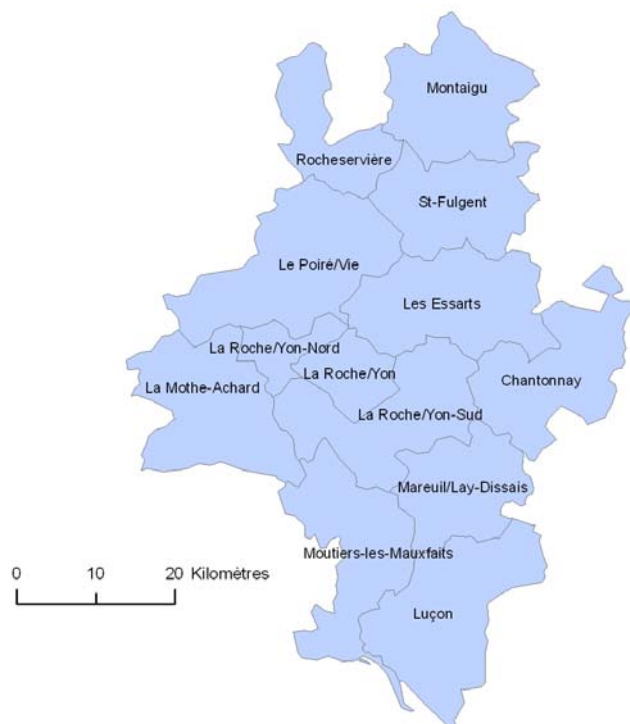 Montaigu
Rocheservière
St-Fulgent
Le Poiré/Vie
Les Essarts
La Roche/Yon-Nord
La Roche/Yon
La Mothe-Achard
Chantonnay
La Roche/Yon-Sud
Mareuil/Lay-Dissais
Moutiers-les-Mauxfaits
0 10 20 Kilomètres
Luçon